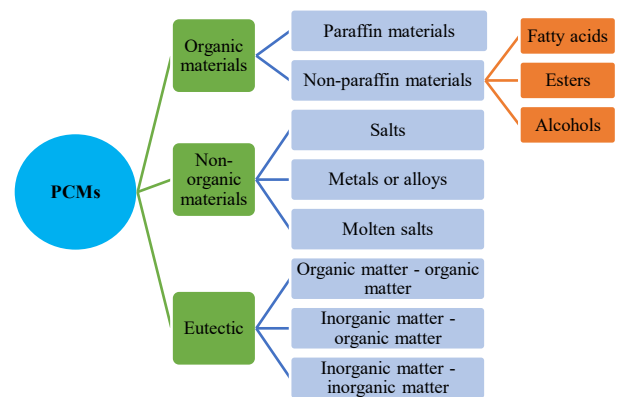 PCMs
Organic
materials
Paraffin materials
Non-paraffin materials
Fatty acids
Esters
Alcohols
Non-
organic
materials
Salts
Metals or alloys
Molten salts
Eutectic
Organic matter - organic
matter
Inorganic matter -
organic matter
Inorganic matter -
inorganic matter